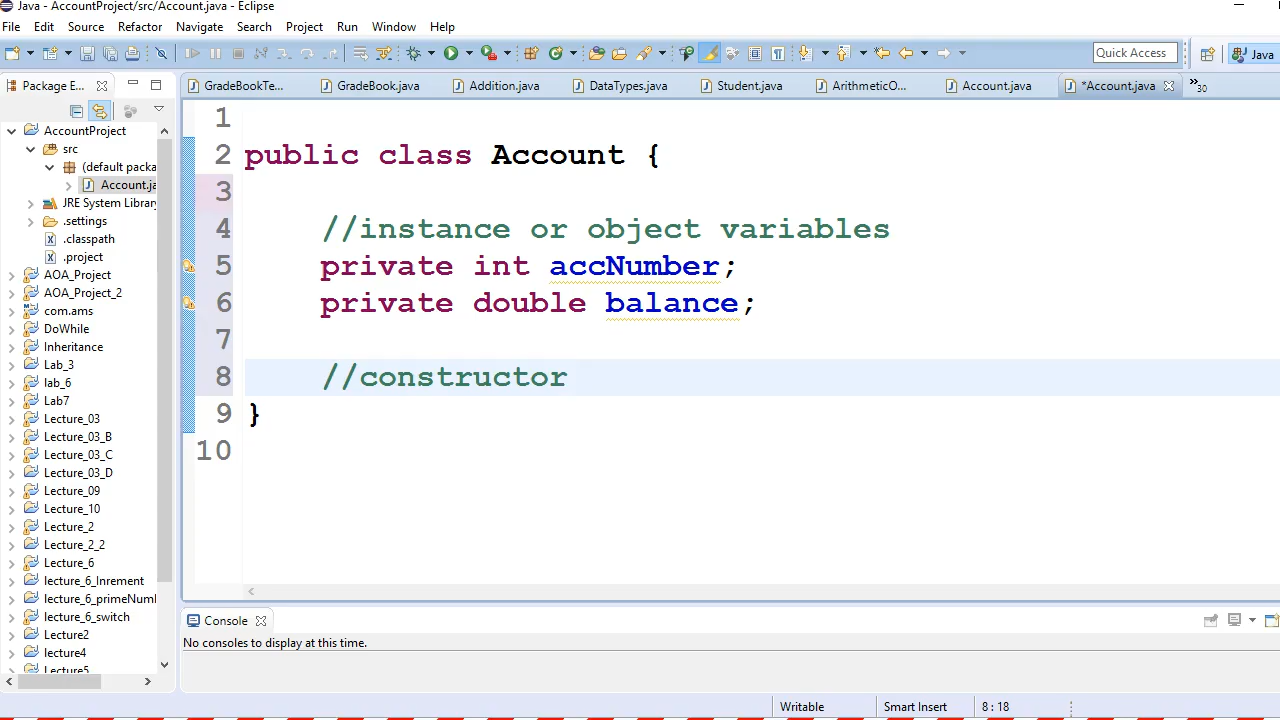 Java - AccountProject/src/Account.java - Eclipse
File Edit Source Refactor Navigate Search Project Run Window Help
Quick Access
Java
Package E...
GradeBookTe...
GradeBook.java
Addition.java
DataTypes.java
Student.java
ArithmeticO...
Account.java
*Account.java
»30
AccountProject
src
(default packa
Account.ja
JRE System Library
.settings
.classpath
.project
AOA_Project
AOA_Project_2
com.ams
DoWhile
Inheritance
Lab_3
lab_6
Lab7
Lecture_03
Lecture_03_B
Lecture_03_C
Lecture_03_D
Lecture_09
Lecture_10
Lecture_2
Lecture_2_2
Lecture_6
lecture_6_Inrement
lecture_6_primeNuml
lecture_6_switch
Lecture2
lecture4
Lecture5
1
2 public class Account {
3
4 //instance or object variables
5 private int accNumber;
6 private double balance;
7
8 //constructor
9 }
10
Console
No consoles to display at this time.
Writable
Smart Insert
8 : 18